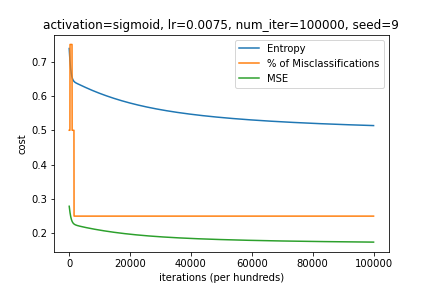 activation=sigmoid, lr=0.0075, num_iter=100000, seed=9
Entropy
% of Misclassifications
MSE
cost
0.7
0.6
0.5
0.4
0.3
0.2
0 20000 40000 60000 80000 100000
iterations (per hundreds)